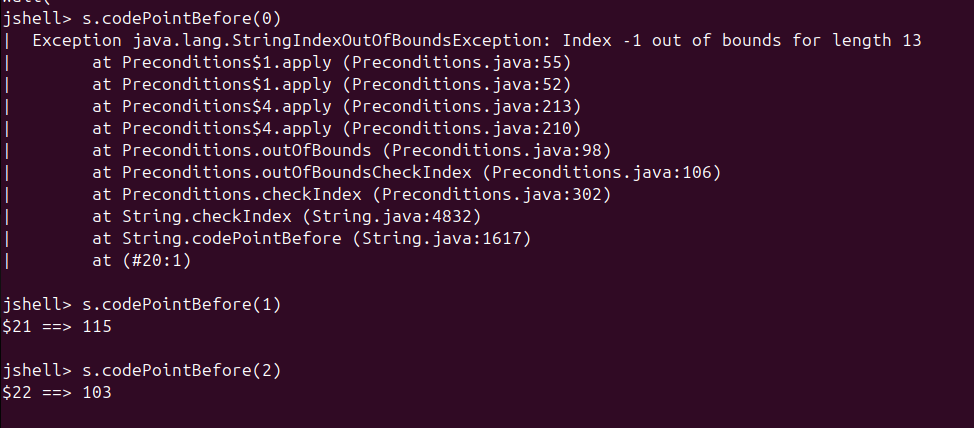 jshell> s.codePointBefore(0)
|  Exception java.lang.StringIndexOutOfBoundsException: Index -1 out of bounds for length 13
|        at Preconditions$1.apply (Preconditions.java:55)
|        at Preconditions$1.apply (Preconditions.java:52)
|        at Preconditions$4.apply (Preconditions.java:213)
|        at Preconditions$4.apply (Preconditions.java:210)
|        at Preconditions.outOfBounds (Preconditions.java:98)
|        at Preconditions.outOfBoundsCheckIndex (Preconditions.java:106)
|        at Preconditions.checkIndex (Preconditions.java:302)
|        at String.checkIndex (String.java:4832)
|        at String.codePointBefore (String.java:1617)
|        at (#20:1)
jshell> s.codePointBefore(1)
$21 ==> 115
jshell> s.codePointBefore(2)
$22 ==> 103